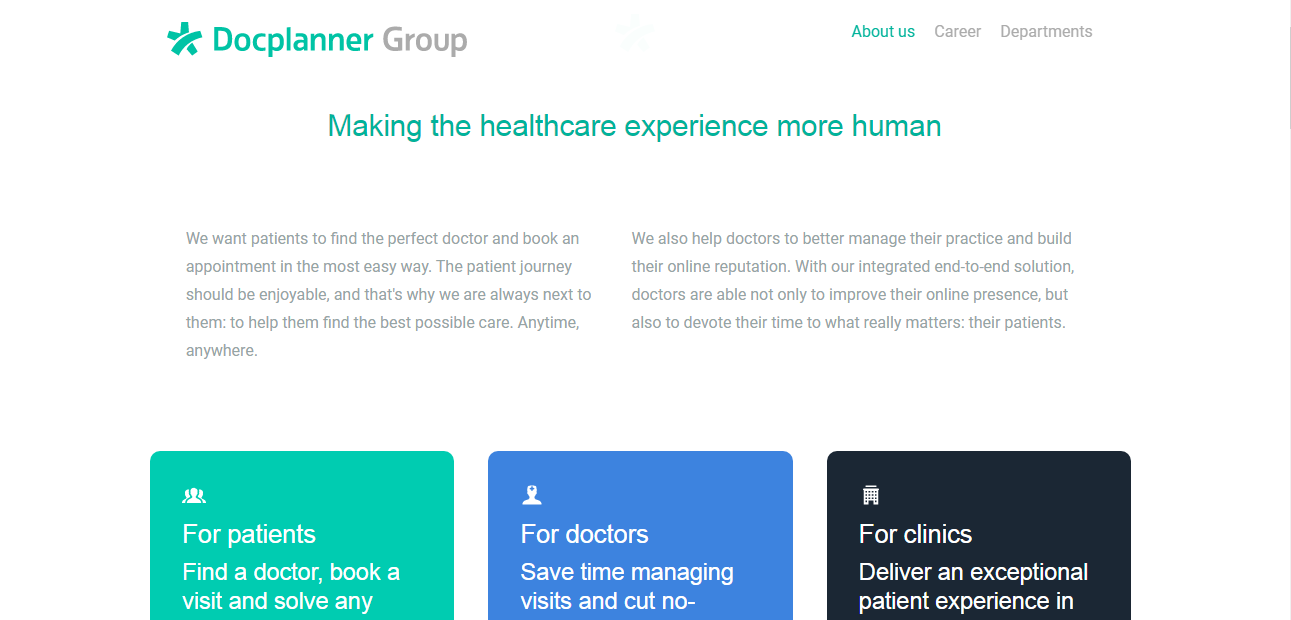 Docplanner Group
About us Career Departments
Making the healthcare experience more human
We want patients to find the perfect doctor and book an
appointment in the most easy way. The patient journey
should be enjoyable, and that's why we are always next to
them: to help them find the best possible care. Anytime,
anywhere.
We also help doctors to better manage their practice and build
their online reputation. With our integrated end-to-end solution,
doctors are able not only to improve their online presence, but
also to devote their time to what really matters: their patients.
For patients
Find a doctor, book a
visit and solve any
For doctors
Save time managing
visits and cut no-
For clinics
Deliver an exceptional
patient experience in